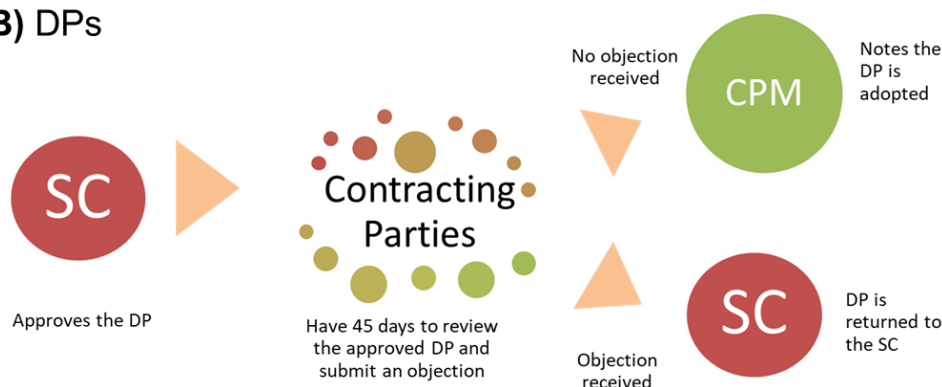 B) DPs
SC
Approves the DP
Contracting
Parties
Have 45 days to review
the approved DP and
submit an objection
No objection
received
CPM
Notes the
DP is
adopted
Objection
received
SC
DP is
returned to
the SC